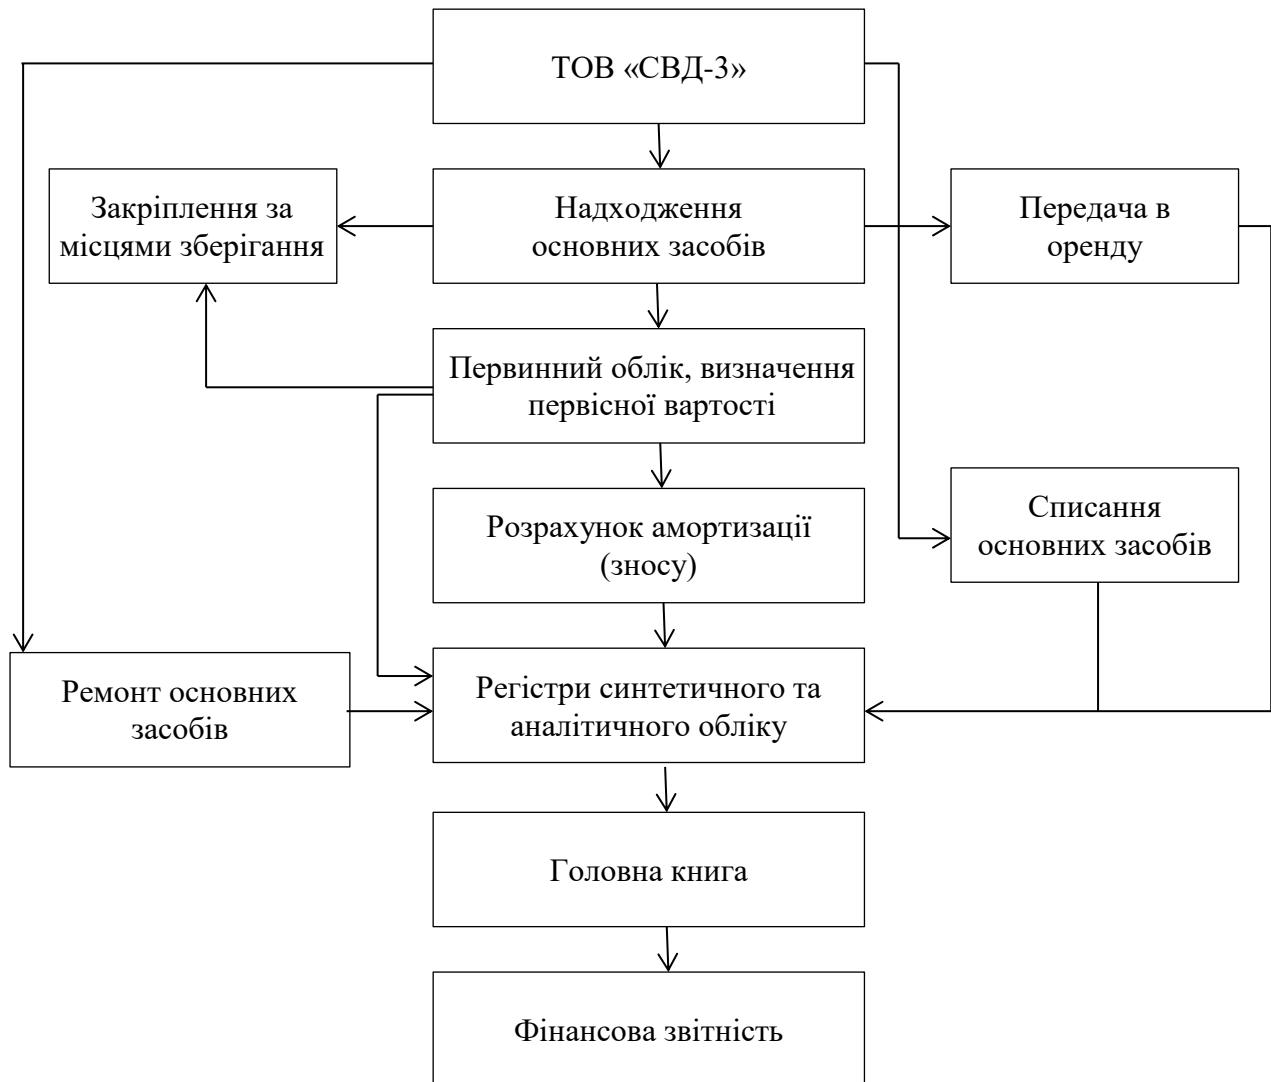 ТОВ «СВД-3»
Закріплення за
місцями зберігання
Надходження
основних засобів
Передача в
оренду
Первинний облік, визначення
первісної вартості
Розрахунок амортизації
(зносу)
Списання
основних засобів
Ремонт основних
засобів
Регістри синтетичного та
аналітичного обліку
Головна книга
Фінансова звітність